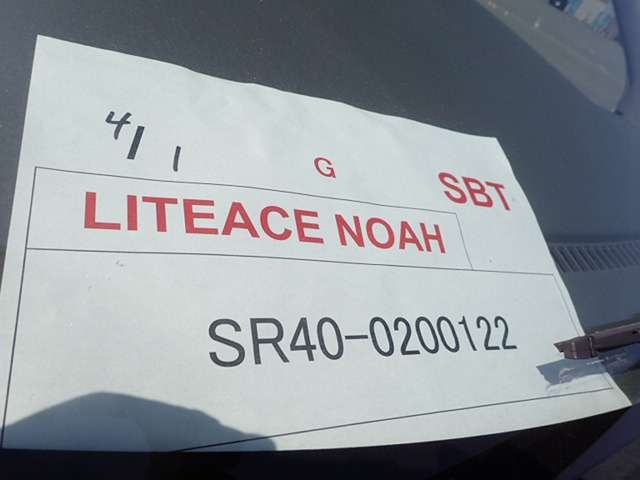 4/1
G
SBT
LITEACE NOAH
SR40-0200122